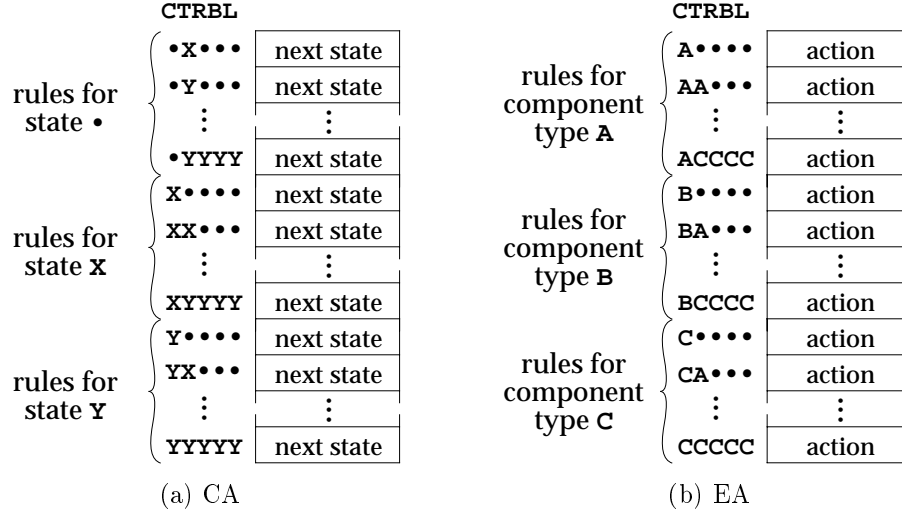 CTRBL
rules for
state •
•X••• next state
•Y••• next state
⋮ ⋮
•YYYY next state
rules for
state X
X•••• next state
XX••• next state
⋮ ⋮
XYYYY next state
rules for
state Y
Y•••• next state
YX••• next state
⋮ ⋮
YYYYY next state
(a) CA
CTRBL
rules for
component
type A
A•••• action
AA••• action
⋮ ⋮
ACCCC action
rules for
component
type B
B•••• action
BA••• action
⋮ ⋮
BCCCC action
rules for
component
type C
C•••• action
CA••• action
⋮ ⋮
CCCCC action
(b) EA